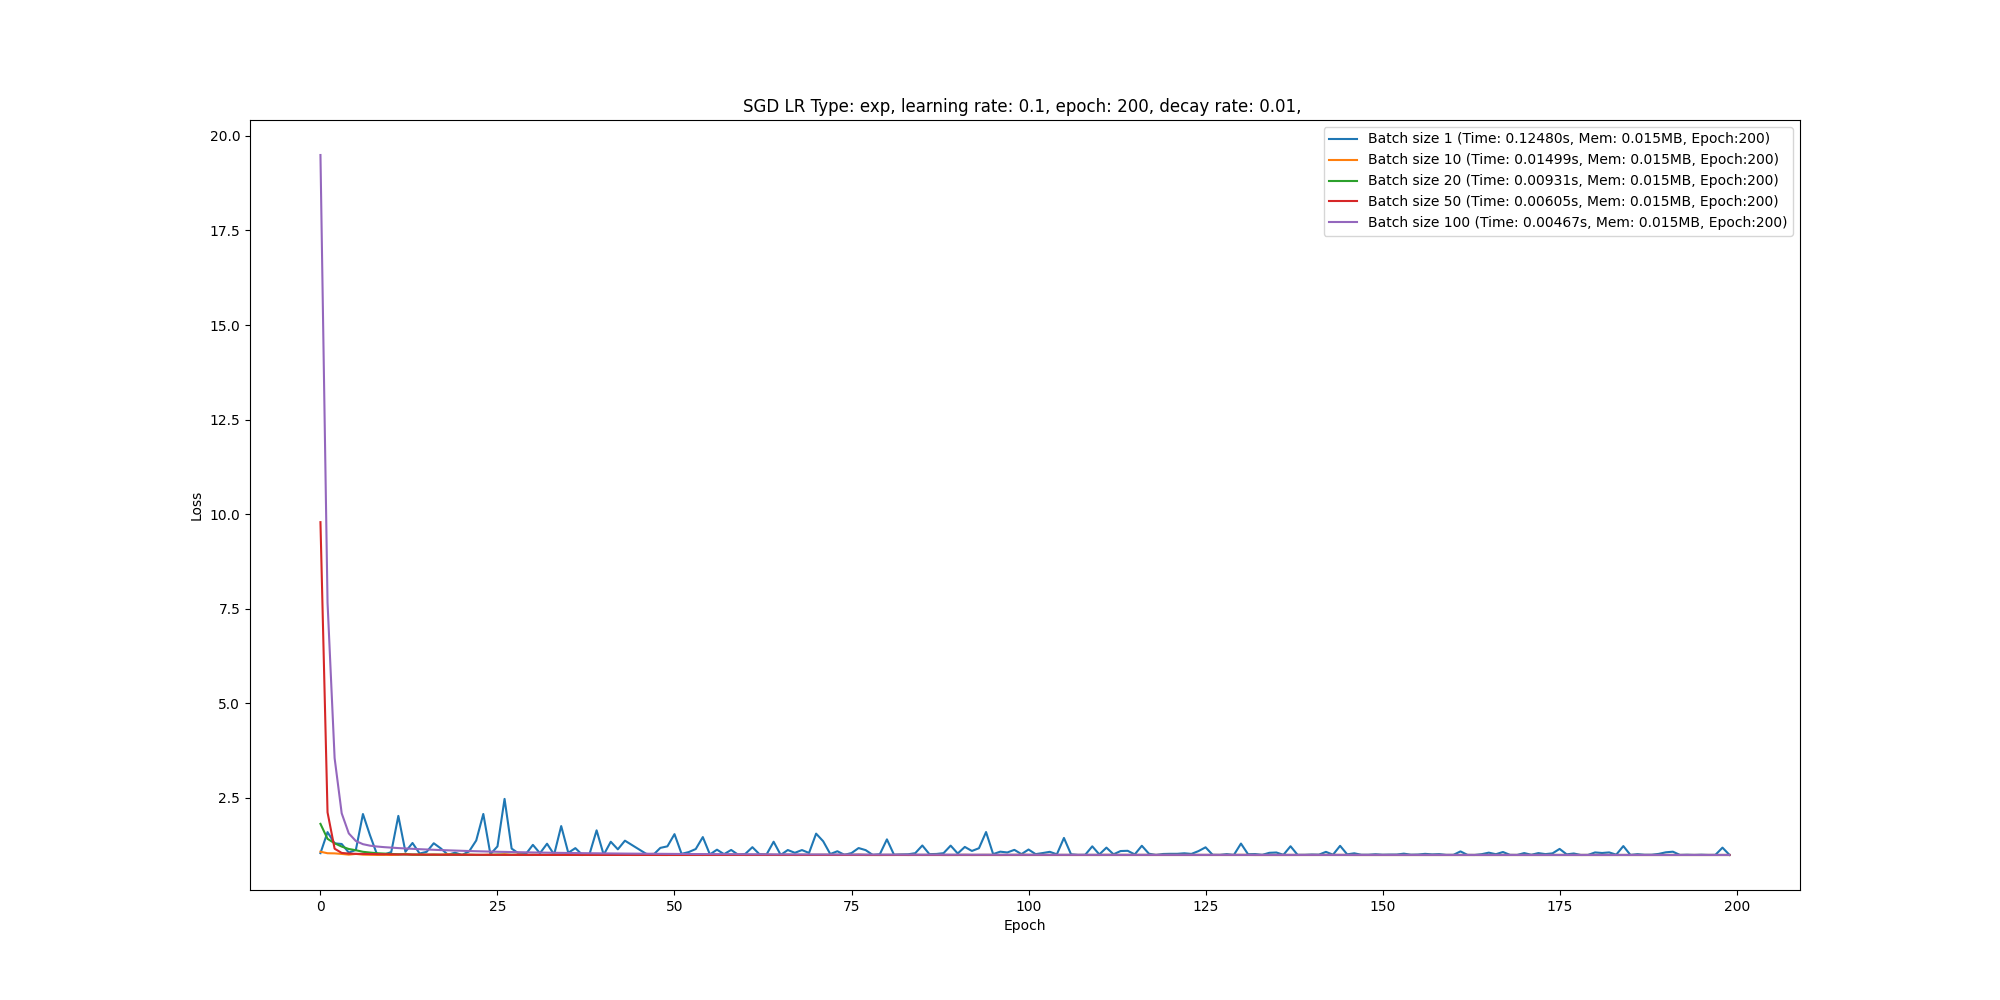 SGD LR Type: exp, learning rate: 0.1, epoch: 200, decay rate: 0.01,
Batch size 1 (Time: 0.12480s, Mem: 0.015MB, Epoch:200)
Batch size 10 (Time: 0.01499s, Mem: 0.015MB, Epoch:200)
Batch size 20 (Time: 0.00931s, Mem: 0.015MB, Epoch:200)
Batch size 50 (Time: 0.00605s, Mem: 0.015MB, Epoch:200)
Batch size 100 (Time: 0.00467s, Mem: 0.015MB, Epoch:200)
20.0
17.5
15.0
12.5
10.0
7.5
5.0
2.5
Loss
0 25 50 75 100 125 150 175 200
Epoch